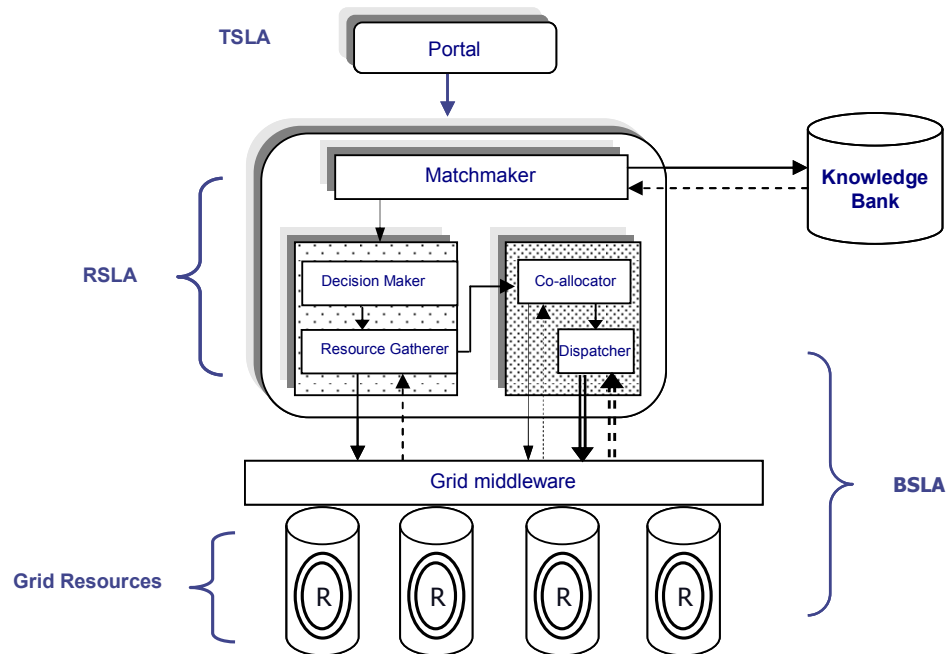 TSLA
Portal
Matchmaker
Knowledge
Bank
RSLA
Decision Maker
Co-allocator
Resource Gatherer
Dispatcher
Grid middleware
BSLA
Grid Resources
R
R
R
R